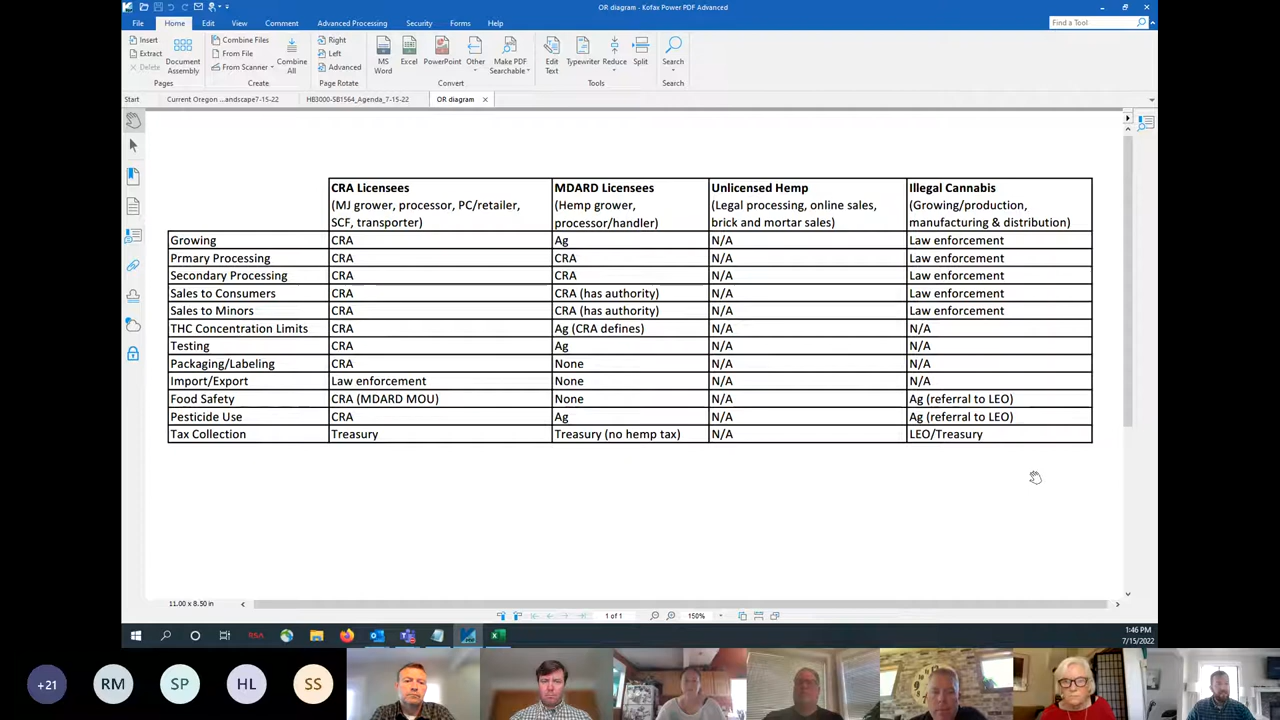 OR diagram - Kofax Power PDF Advanced
File Home Edit View Comment Advanced Processing Security Forms Help Find a Tool
Insert
Extract
Delete
Document Assembly
Pages
Combine Files
From File
From Scanner
Combine All
Create
Right
Left
Advanced
Page Rotate
MS Word
Excel
PowerPoint
Other
Make PDF Searchable
Convert
Edit Text
Typewriter
Reduce
Split
Tools
Search
Search
Start Current Oregon ...andscape7-15-22 HB3000-SB1564_Agenda_7-15-22 OR diagram
CRA Licensees MDARD Licensees Unlicensed Hemp Illegal Cannabis
(MJ grower, processor, PC/retailer, (Hemp grower, (Legal processing, online sales, (Growing/production,
SCF, transporter) processor/handler) brick and mortar sales) manufacturing & distribution)
Growing CRA Ag N/A Law enforcement
Prmary Processing CRA CRA N/A Law enforcement
Secondary Processing CRA CRA N/A Law enforcement
Sales to Consumers CRA CRA (has authority) N/A Law enforcement
Sales to Minors CRA CRA (has authority) N/A Law enforcement
THC Concentration Limits CRA Ag (CRA defines) N/A N/A
Testing CRA Ag N/A N/A
Packaging/Labeling CRA None N/A N/A
Import/Export Law enforcement None N/A N/A
Food Safety CRA (MDARD MOU) None N/A Ag (referral to LEO)
Pesticide Use CRA Ag N/A Ag (referral to LEO)
Tax Collection Treasury Treasury (no hemp tax) N/A LEO/Treasury
11.00 x 8.50 in 1 of 1 150%
RSA
1:46 PM
7/15/2022
+21 RM SP HL SS